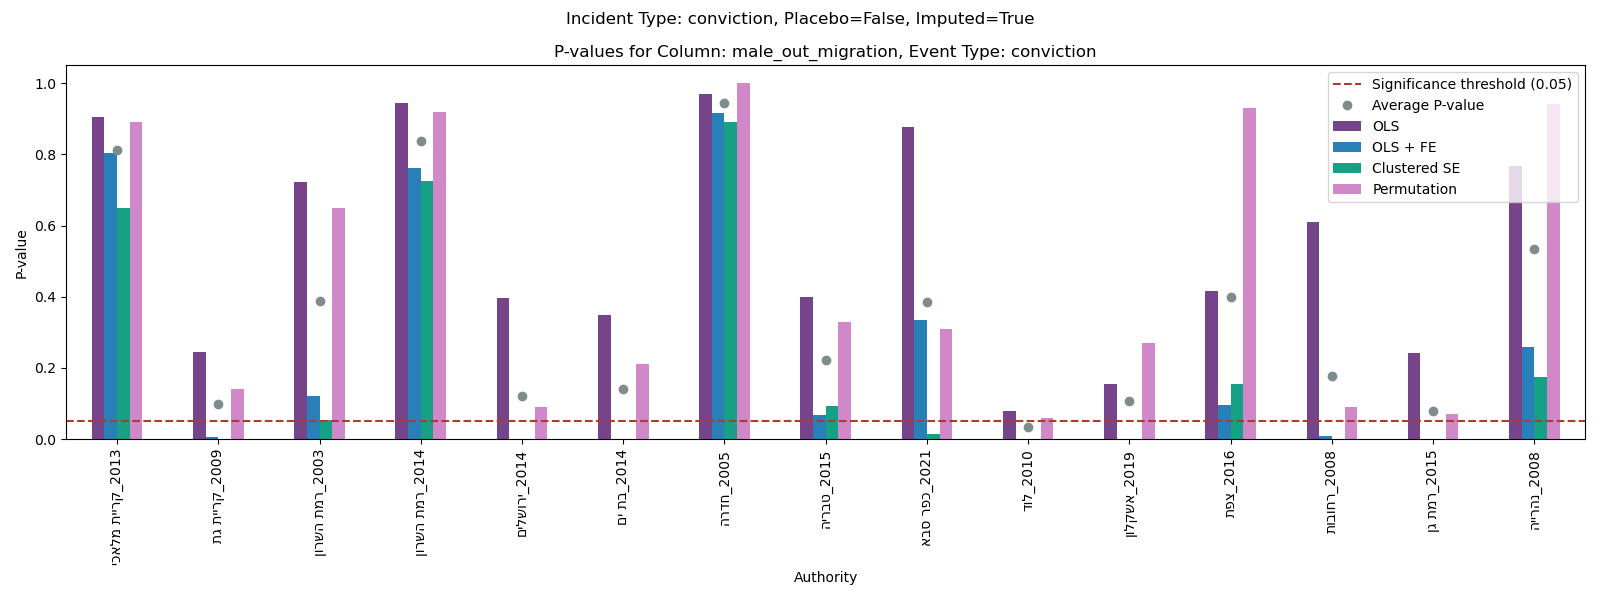 Incident Type: conviction, Placebo=False, Imputed=True
P-values for Column: male_out_migration, Event Type: conviction
Significance threshold (0.05)
Average P-value
OLS
OLS + FE
Clustered SE
Permutation
P-value
1.0
0.8
0.6
0.4
0.2
0.0
קריית מלאכי_2013
קריית גת_2009
רמת השרון_2003
רמת השרון_2014
ירושלים_2014
בת ים_2014
חדרה_2005
טבריה_2015
כפר סבא_2021
לוד_2010
אשקלון_2019
צפת_2016
רחובות_2008
רמת גן_2015
נהרייה_2008
Authority